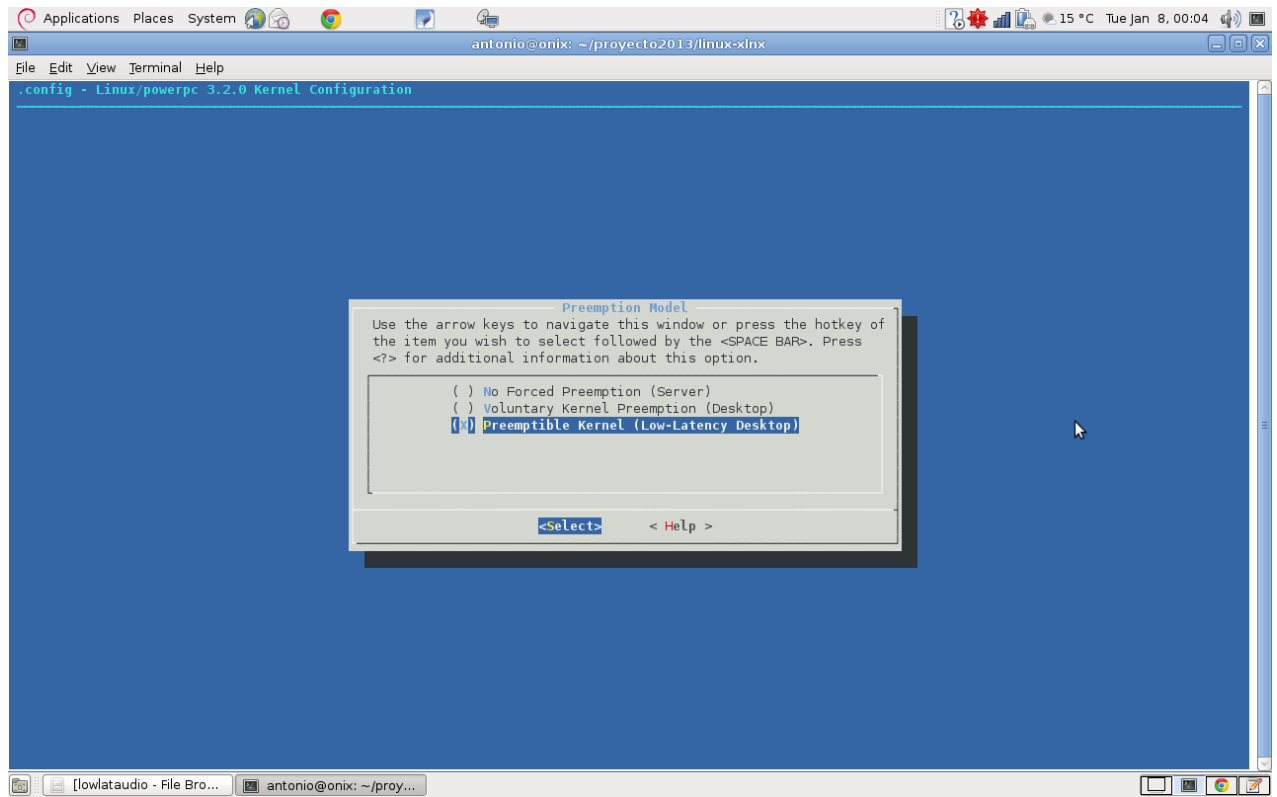 Applications Places System 15 °C Tue Jan 8, 00:04
antonio@onix: ~/proyecto2013/linux-xlnx
File Edit View Terminal Help
.config - Linux/powerpc 3.2.0 Kernel Configuration
Preemption Model
Use the arrow keys to navigate this window or press the hotkey of
the item you wish to select followed by the <SPACE BAR>. Press
<?> for additional information about this option.
( ) No Forced Preemption (Server)
( ) Voluntary Kernel Preemption (Desktop)
(X) Preemptible Kernel (Low-Latency Desktop)
<Select> < Help >
[lowlataudio - File Bro... antonio@onix: ~/proy...